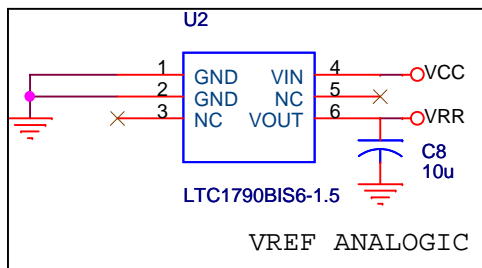 U2
1 GND VIN 4 VCC
2 GND NC 5
3 NC VOUT 6 VRR
C8
10u
LTC1790BIS6-1.5
VREF ANALOGIC